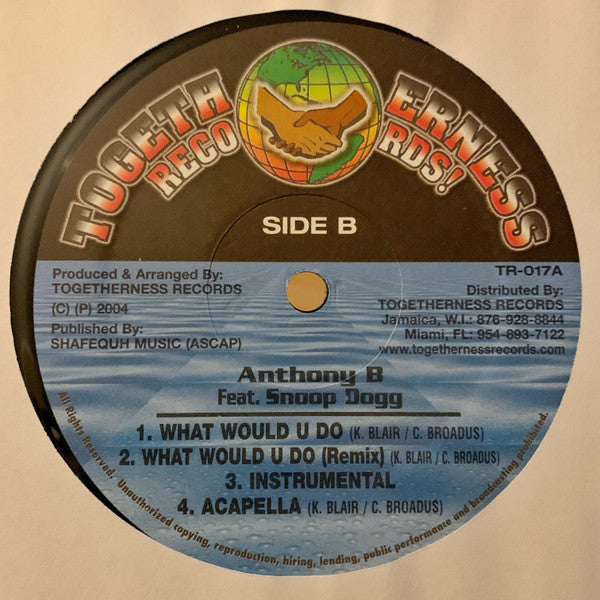 TOGETHERNESS
RECORDS!
SIDE B
Produced & Arranged By:
TOGETHERNESS RECORDS
(C) (P) 2004
Published By:
SHAFEQUH MUSIC (ASCAP)
TR-017A
Distributed By:
TOGETHERNESS RECORDS
Jamaica, W.I.: 876-928-8844
Miami, FL: 954-893-7122
www.togethernessrecords.com
Anthony B
Feat. Snoop Dogg
1. WHAT WOULD U DO (K. BLAIR / C. BROADUS)
2. WHAT WOULD U DO (Remix) (K. BLAIR / C. BROADUS)
3. INSTRUMENTAL
4. ACAPELLA (K. BLAIR / C. BROADUS)
All Rights Reserved. Unauthorized copying, reproduction, hiring, lending, public performance and broadcasting prohibited.